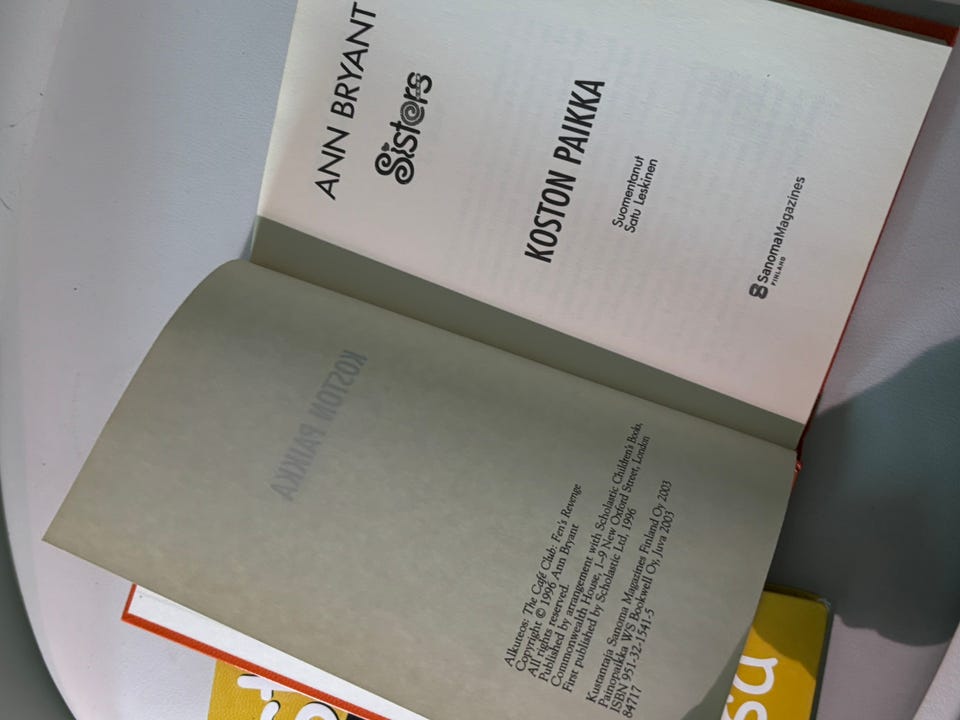 KOSTON PAIKKA
Alkuteos: The Café Club: Fen's Revenge
Copyright © 1996 Ann Bryant
All rights reserved.
Published by arrangement with Scholastic Children's Books,
Commonwealth House, 1–9 New Oxford Street, London
First published by Scholastic Ltd, 1996
Kustantaja Sanoma Magazines Finland Oy 2003
Painopaikka WS Bookwell Oy, Juva 2003
ISBN 951-32-1541-5
84717
ANN BRYANT
Sisters
KOSTON PAIKKA
Suomentanut
Satu Leskinen
SanomaMagazines
FINLAND
su